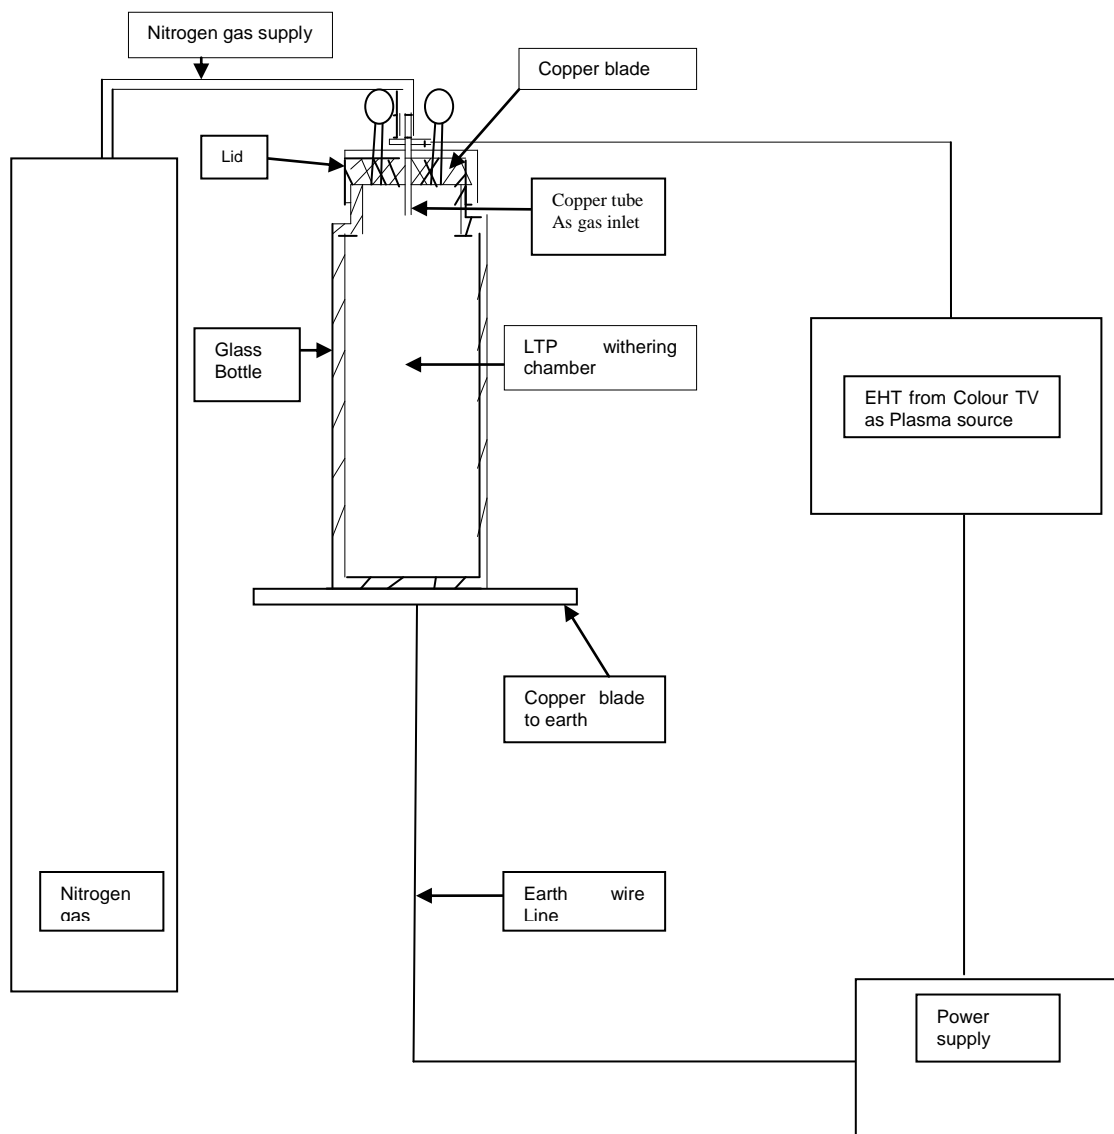 Nitrogen gas supply
Copper blade
Lid
Copper tube
As gas inlet
Glass
Bottle
LTP withering
chamber
EHT from Colour TV
as Plasma source
Copper blade
to earth
Nitrogen
gas
Earth wire
Line
Power
supply